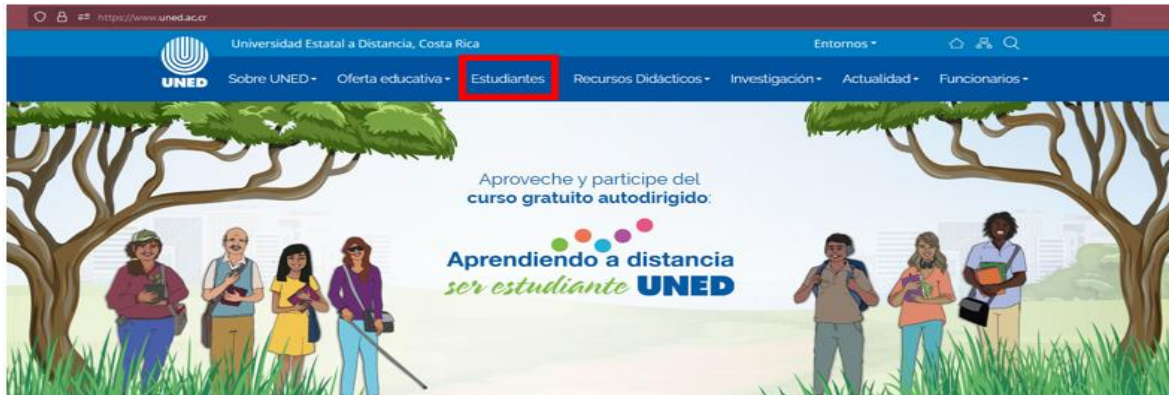 https://www.uned.ac.cr
Universidad Estatal a Distancia, Costa Rica
Entornos
UNED
Sobre UNED
Oferta educativa
Estudiantes
Recursos Didácticos
Investigación
Actualidad
Funcionarios
Aproveche y participe del
curso gratuito autodirigido:
Aprendiendo a distancia
ser estudiante UNED